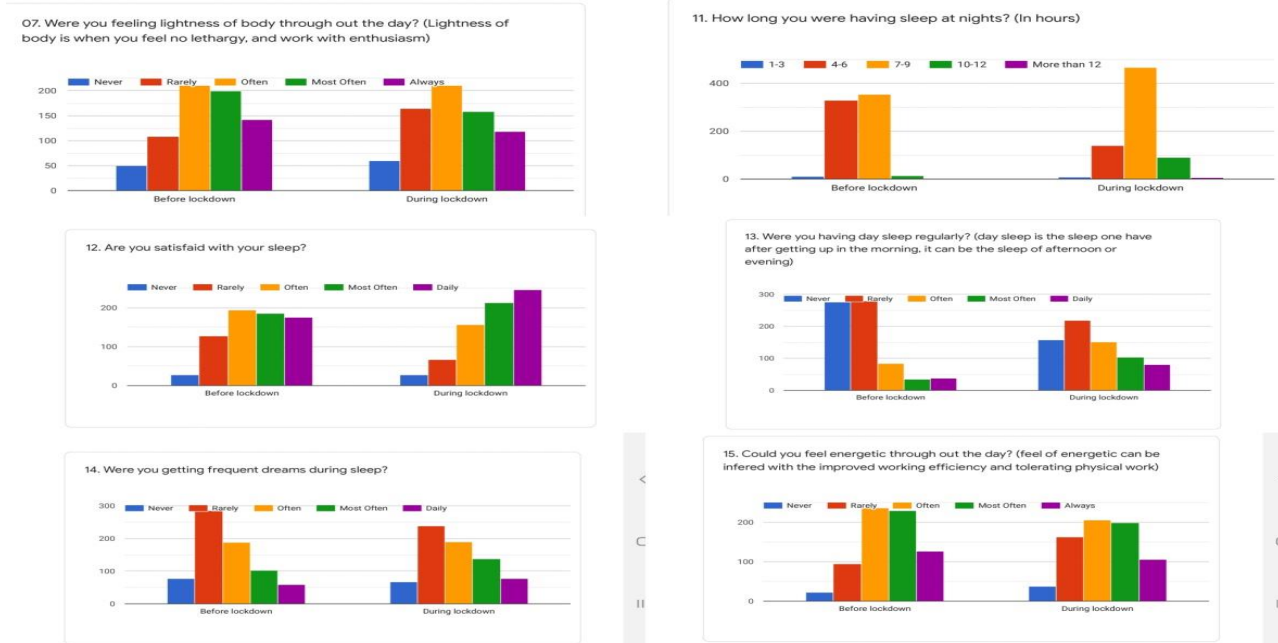 07. Were you feeling lightness of body through out the day? (Lightness of
body is when you feel no lethargy, and work with enthusiasm)
Never Rarely Often Most Often Always
200
150
100
50
0
Before lockdown During lockdown
11. How long you were having sleep at nights? (In hours)
1-3 4-6 7-9 10-12 More than 12
400
200
0
Before lockdown During lockdown
12. Are you satisfaid with your sleep?
Never Rarely Often Most Often Daily
200
100
0
Before lockdown During lockdown
13. Were you having day sleep regularly? (day sleep is the sleep one have
after getting up in the morning, it can be the sleep of afternoon or
evening)
300
Never Rarely Often Most Often Daily
200
100
0
Before lockdown During lockdown
14. Were you getting frequent dreams during sleep?
300
Never Rarely Often Most Often Daily
200
100
0
Before lockdown During lockdown
15. Could you feel energetic through out the day? (feel of energetic can be
infered with the improved working efficiency and tolerating physical work)
Never Rarely Often Most Often Always
200
100
0
Before lockdown During lockdown